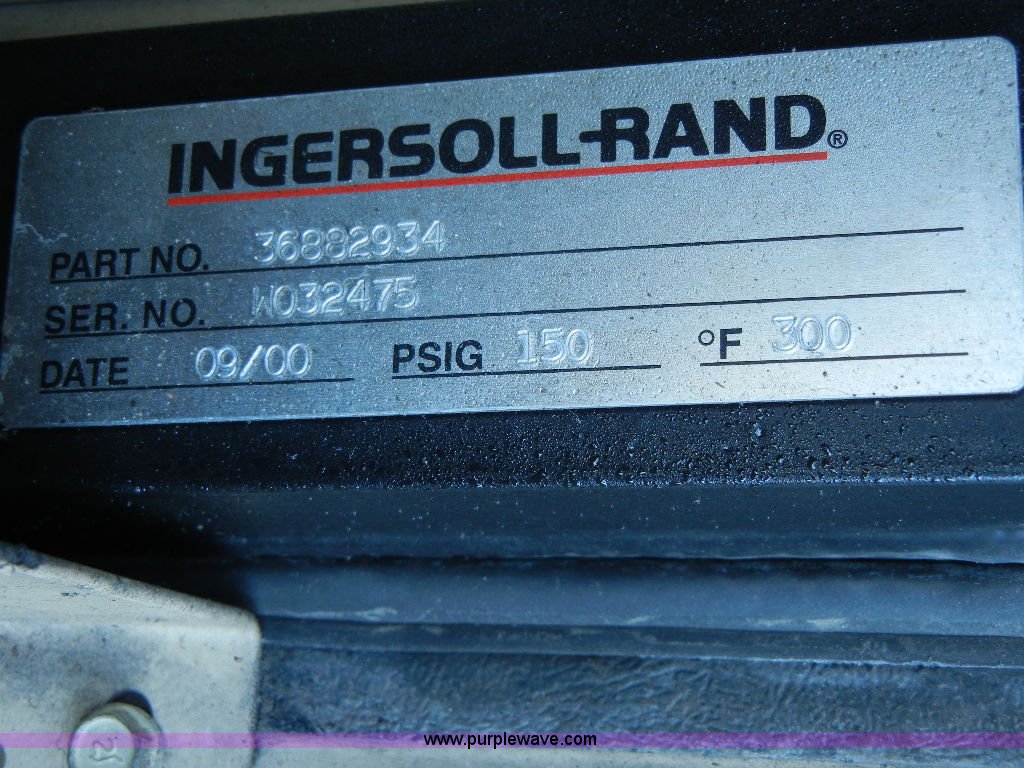 INGERSOLL-RAND®
PART NO. 36882934
SER. NO. W032475
DATE 09/00 PSIG 150 °F 300
www.purplewave.com